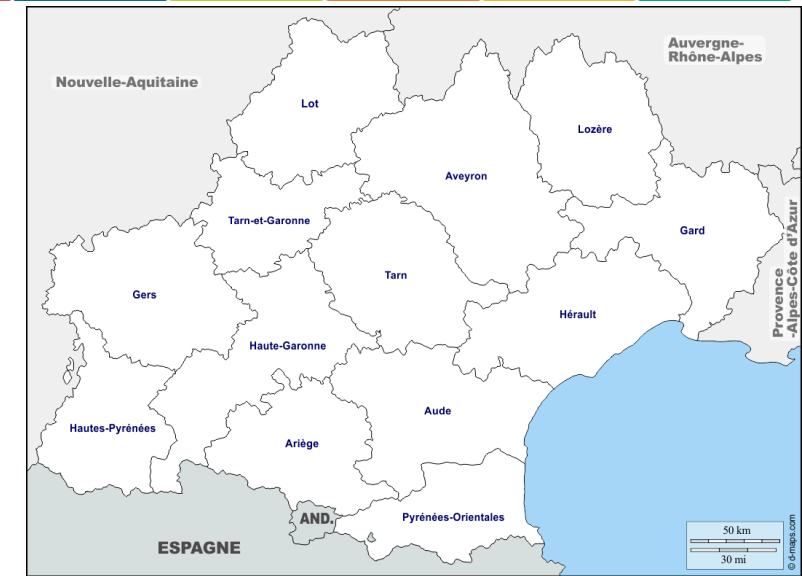 Auvergne-
Rhône-Alpes
Nouvelle-Aquitaine
Lot
Lozère
Aveyron
Tarn-et-Garonne
Gard
Provence
-Alpes-Côte d'Azur
Tarn
Gers
Hérault
Haute-Garonne
Aude
Hautes-Pyrénées
Ariège
AND.
Pyrénées-Orientales
ESPAGNE
50 km
30 mi
© d-maps.com